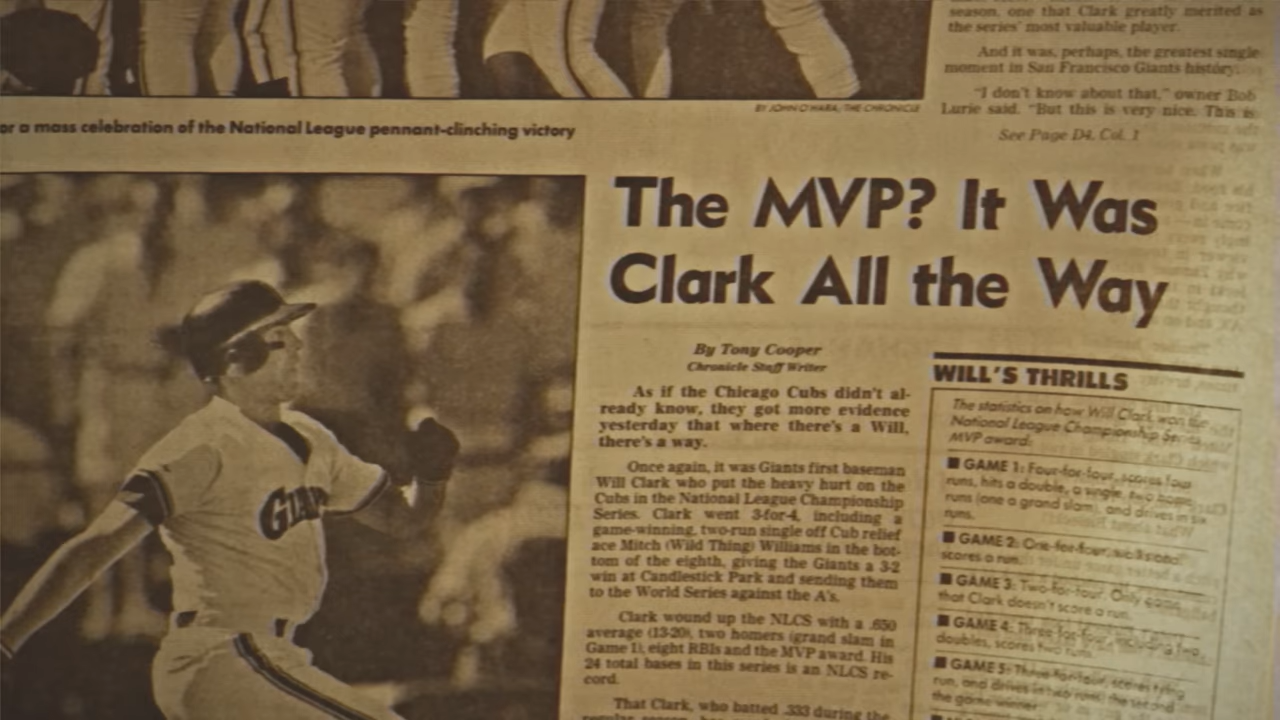 season, one that Clark greatly merited as
the series' most valuable player.
And it was, perhaps, the greatest single
moment in San Francisco Giants history.
"I don't know about that," owner Bob
Lurie said. "But this is very nice. This is
See Page D4, Col. 1
BY JOHN O'HARA, THE CHRONICLE
or a mass celebration of the National League pennant-clinching victory
GIAN
The MVP? It Was
Clark All the Way
By Tony Cooper
Chronicle Staff Writer
As if the Chicago Cubs didn't al-
ready know, they got more evidence
yesterday that where there's a Will,
there's a way.
Once again, it was Giants first baseman
Will Clark who put the heavy hurt on the
Cubs in the National League Championship
Series. Clark went 3-for-4, including a
game-winning, two-run single off Cub relief
ace Mitch (Wild Thing) Williams in the bot-
tom of the eighth, giving the Giants a 3-2
win at Candlestick Park and sending them
to the World Series against the A's.
Clark wound up the NLCS with a .650
average (13-20), two homers (grand slam in
Game 1), eight RBIs and the MVP award. His
24 total bases in this series is an NLCS re-
cord.
That Clark, who batted .333 during the
regular season,
WILL'S THRILLS
The statistics on how Will Clark won the
National League Championship Series
MVP award:
■ GAME 1: Four-for-four, scores four
runs, hits a double, a single, two home
runs (one a grand slam), and drives in six
runs.
■ GAME 2: One-for-four,
scores a run.
■ GAME 3: Two-for-four. Only game
that Clark doesn't score a run.
■ GAME 4: Three-for-four, including two
doubles, scores two runs.
■ GAME 5: Three-for-four, scores tying
run, and drives in two runs, the second
the game winner.